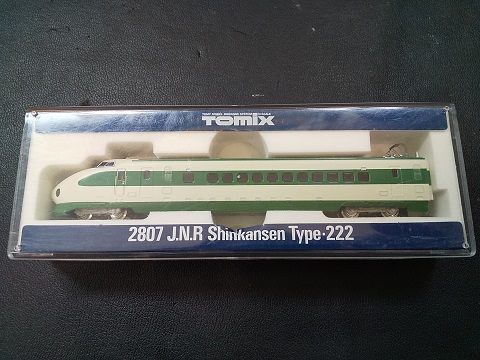 TOMIX
2807 J.N.R Shinkansen Type·222